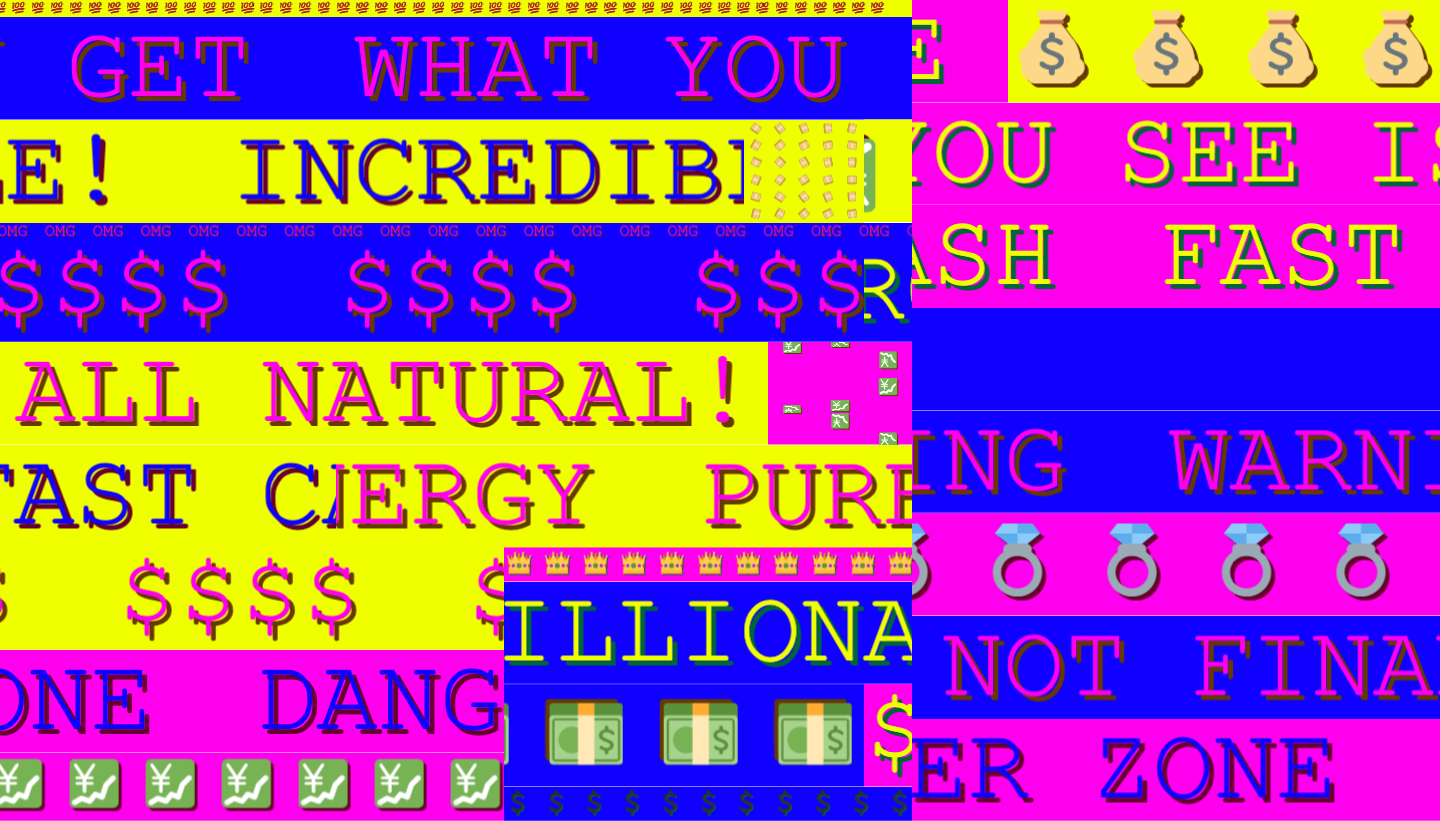 GET WHAT YOU
E! INCREDIB
OMG OMG OMG OMG OMG OMG OMG OMG OMG OMG OMG OMG OMG OMG OMG OMG OMG OMG OMG
$$$$ $$$$ $$$ R
ALL NATURAL!
FAST C ERGY PURE
$$$$ $
ONE DANG
ILLIONA
$
$ $ $ $ $ $ $ $ $ $ $
E
YOU SEE IS
ASH FAST
ING WARNI
NOT FINA
ER ZONE